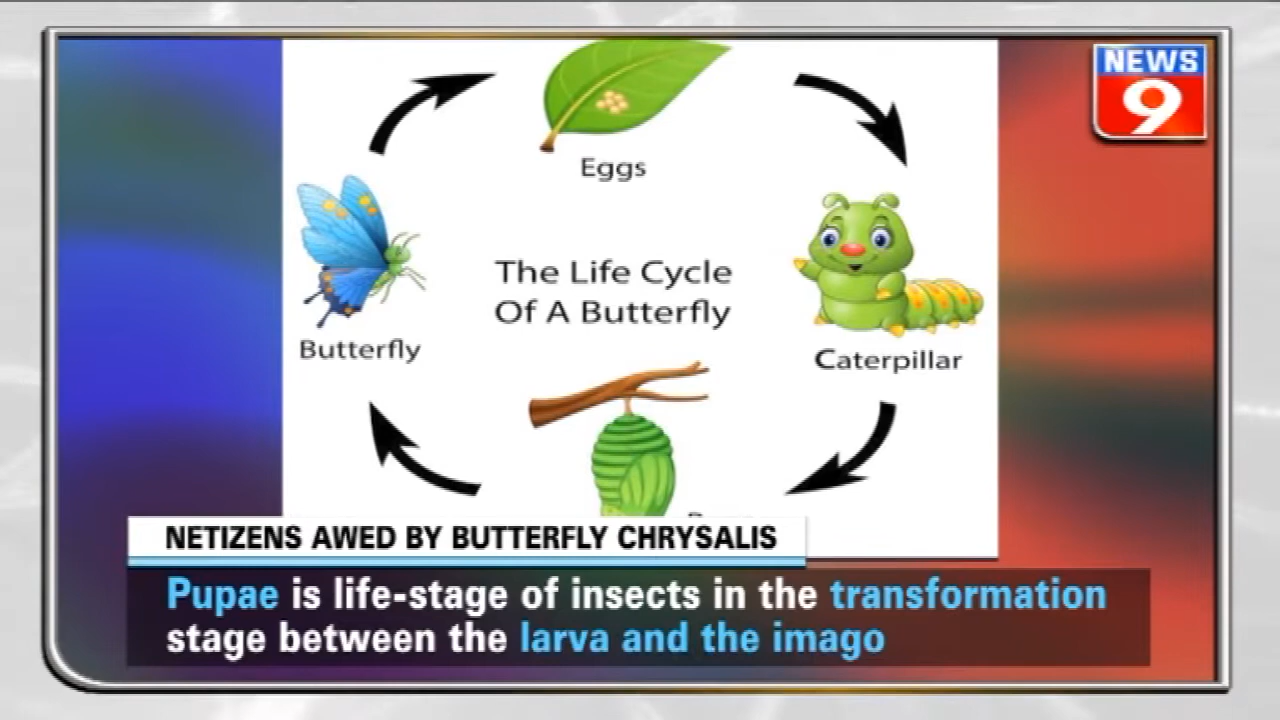 NEWS
9
Eggs
The Life Cycle
Of A Butterfly
Butterfly
Caterpillar
NETIZENS AWED BY BUTTERFLY CHRYSALIS
Pupae is life-stage of insects in the transformation
stage between the larva and the imago